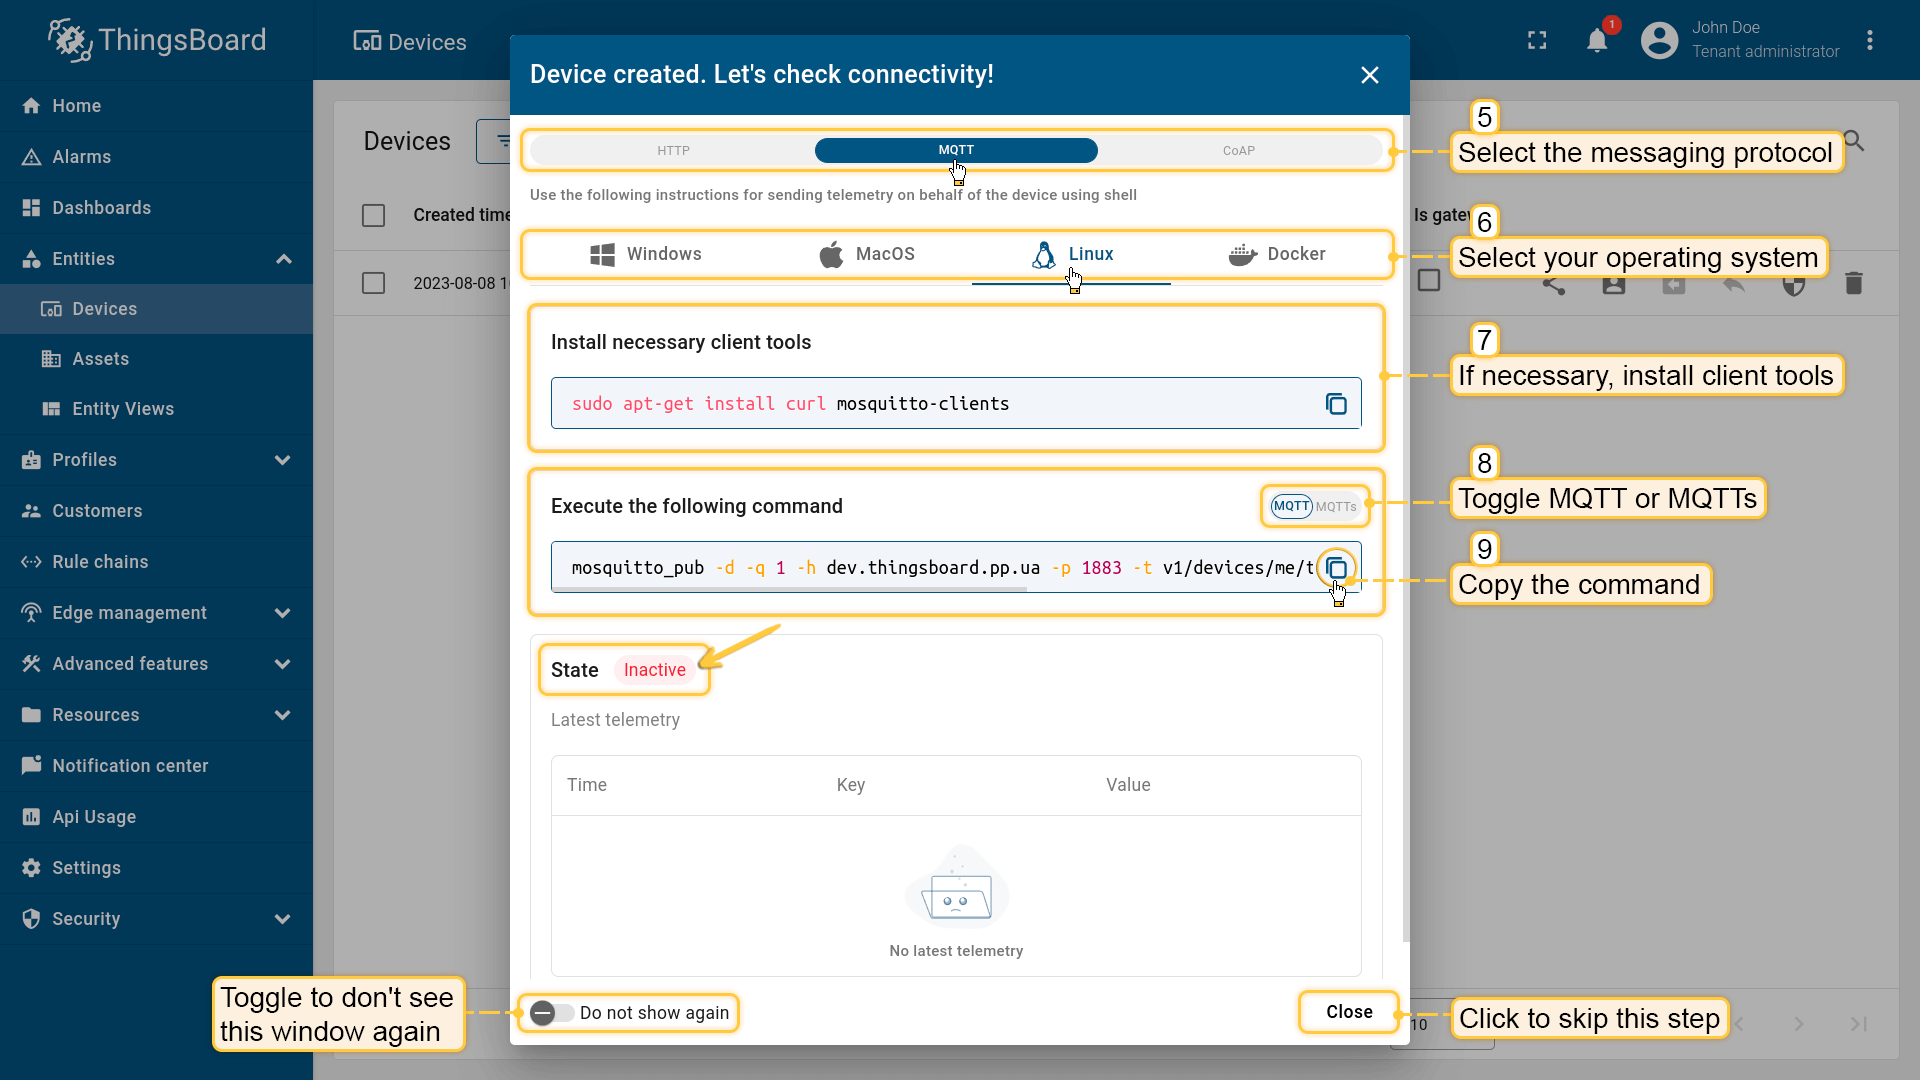 ThingsBoard
Devices
1
John Doe
Tenant administrator
Home
Alarms
Dashboards
Entities
Devices
Assets
Entity Views
Profiles
Customers
Rule chains
Edge management
Advanced features
Resources
Notification center
Api Usage
Settings
Security
Devices
Created time
Is gatew
2023-08-08 1
10
Device created. Let's check connectivity!
HTTP
MQTT
CoAP
Use the following instructions for sending telemetry on behalf of the device using shell
Windows
MacOS
Linux
Docker
Install necessary client tools
sudo apt-get install curl mosquitto-clients
Execute the following command
MQTT
MQTTs
mosquitto_pub -d -q 1 -h dev.thingsboard.pp.ua -p 1883 -t v1/devices/me/t
State
Inactive
Latest telemetry
Time
Key
Value
No latest telemetry
Do not show again
Close
5
Select the messaging protocol
6
Select your operating system
7
If necessary, install client tools
8
Toggle MQTT or MQTTs
9
Copy the command
Toggle to don't see
this window again
Click to skip this step